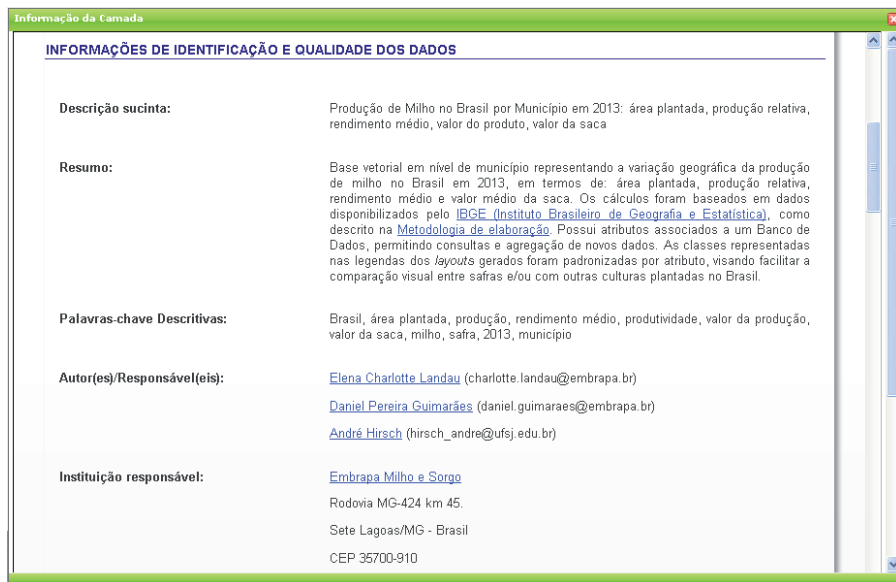 Informação da Camada
INFORMAÇÕES DE IDENTIFICAÇÃO E QUALIDADE DOS DADOS
Descrição sucinta:
Produção de Milho no Brasil por Município em 2013: área plantada, produção relativa,
rendimento médio, valor do produto, valor da saca
Resumo:
Base vetorial em nível de município representando a variação geográfica da produção
de milho no Brasil em 2013, em termos de: área plantada, produção relativa,
rendimento médio e valor médio da saca. Os cálculos foram baseados em dados
disponibilizados pelo IBGE (Instituto Brasileiro de Geografia e Estatística), como
descrito na Metodologia de elaboração. Possui atributos associados a um Banco de
Dados, permitindo consultas e agregação de novos dados. As classes representadas
nas legendas dos layouts gerados foram padronizadas por atributo, visando facilitar a
comparação visual entre safras e/ou com outras culturas plantadas no Brasil.
Palavras-chave Descritivas:
Brasil, área plantada, produção, rendimento médio, produtividade, valor da produção,
valor da saca, milho, safra, 2013, município
Autor(es)/Responsável(eis):
Elena Charlotte Landau (charlotte.landau@embrapa.br)
Daniel Pereira Guimarães (daniel.guimaraes@embrapa.br)
André Hirsch (hirsch_andre@ufsj.edu.br)
Instituição responsável:
Embrapa Milho e Sorgo
Rodovia MG-424 km 45.
Sete Lagoas/MG - Brasil
CEP 35700-910